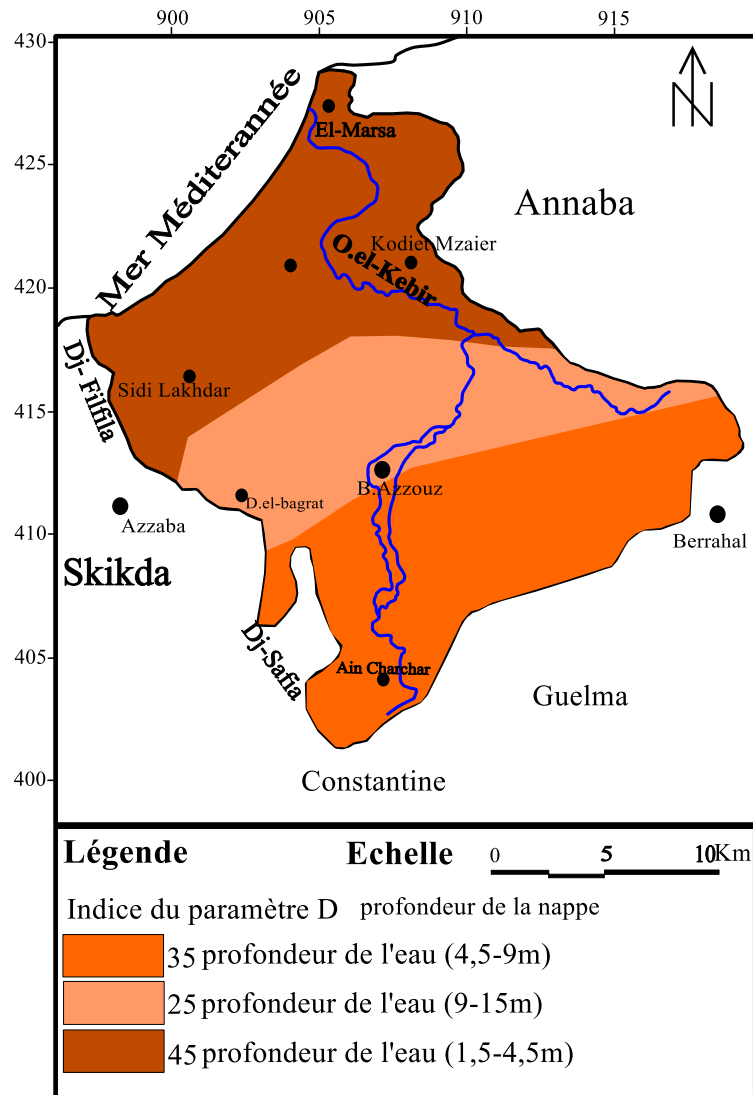 900 905 910 915
430
425
420
415
410
405
400
Mer Méditerannée
El-Marsa
Annaba
Kodiet Mzaier
O.el-Kebir
Dj- Filfila
Sidi Lakhdar
D.el-bagrat
B.Azzouz
Azzaba
Berrahal
Skikda
Dj-Safia
Ain Charchar
Guelma
Constantine
Légende
Echelle 0 5 10 Km
Indice du paramètre D profondeur de la nappe
35 profondeur de l'eau (4,5-9m)
25 profondeur de l'eau (9-15m)
45 profondeur de l'eau (1,5-4,5m)
N